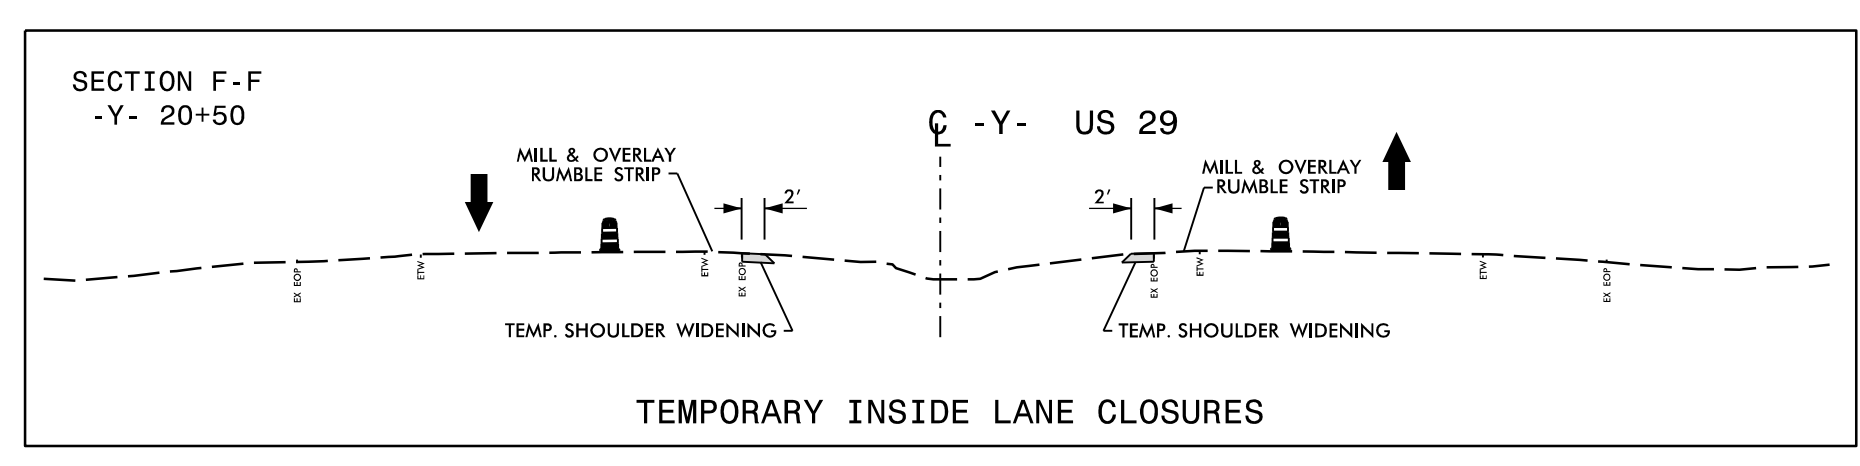 SECTION F-F
-Y- 20+50
℄ -Y- US 29
MILL & OVERLAY
RUMBLE STRIP
2'
2'
MILL & OVERLAY
RUMBLE STRIP
EX EOP
ETW
ETW
EX EOP
EX EOP
ETW
ETW
EX EOP
TEMP. SHOULDER WIDENING
TEMP. SHOULDER WIDENING
TEMPORARY INSIDE LANE CLOSURES